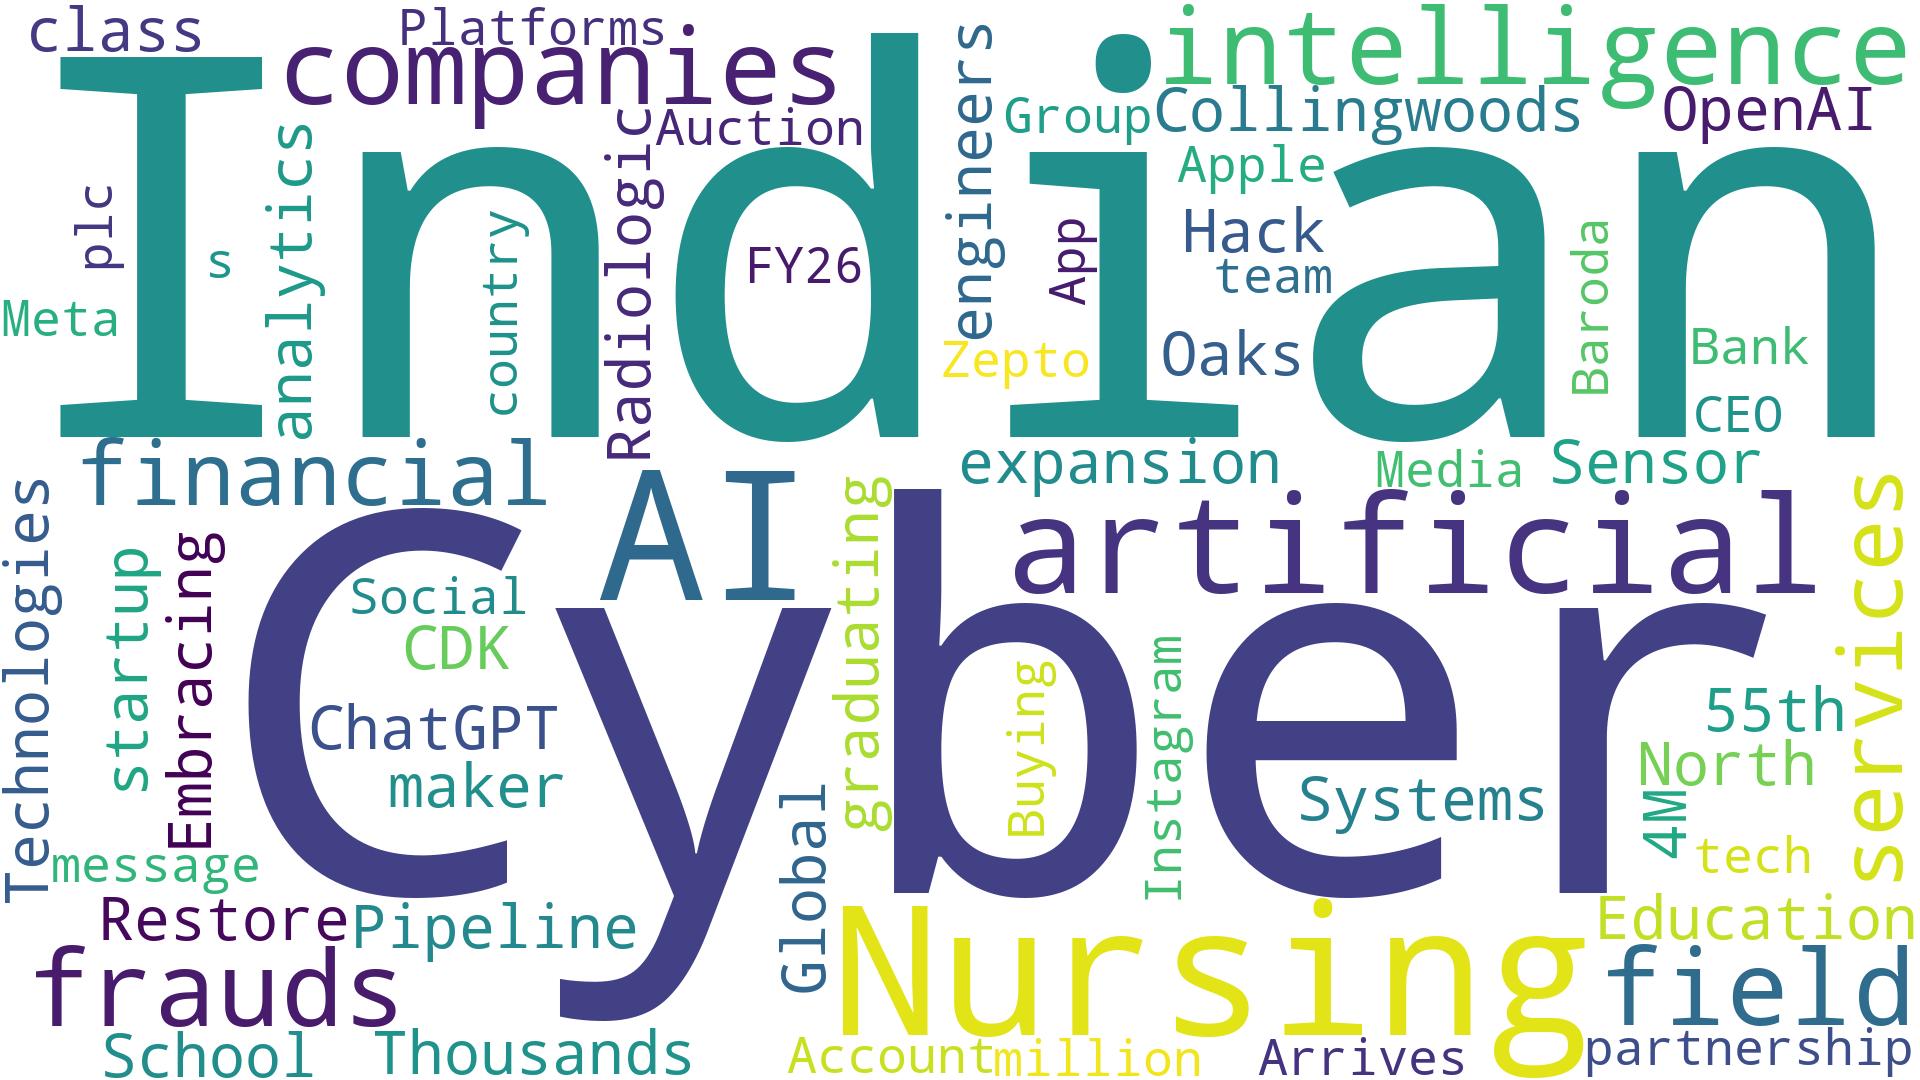 class
Platforms
companies
intelligence
Indian
Auction
engineers
Group
Collingwoods
OpenAI
analytics
Radiologic
Apple
plc
s
country
FY26
App
Hack
team
Baroda
Meta
Zepto
Oaks
Bank
CEO
financial
AI
expansion
Media
Sensor
Technologies
startup
Embracing
Cyber
Social
CDK
graduating
artificial
services
ChatGPT
maker
Buying
Instagram
Systems
55th
North
4M
tech
message
Global
Restore
Pipeline
Nursing
Education
frauds
field
School
Thousands
Account
million
Arrives
partnership